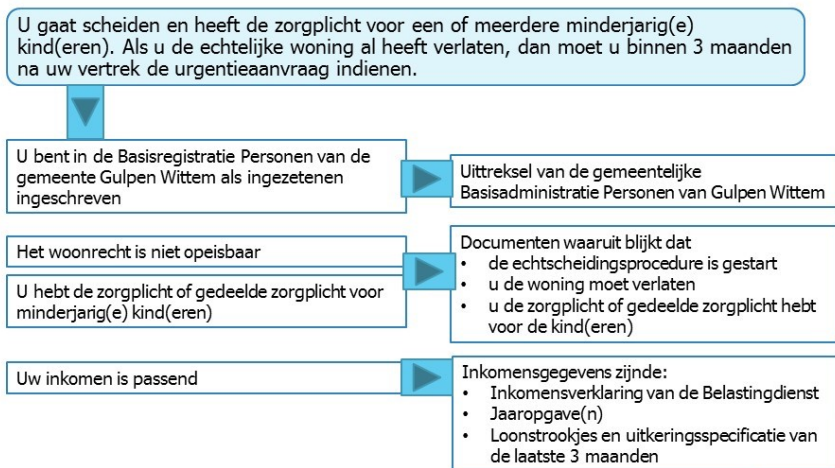 U gaat scheiden en heeft de zorgplicht voor een of meerdere minderjarig(e)
kind(eren). Als u de echtelijke woning al heeft verlaten, dan moet u binnen 3 maanden
na uw vertrek de urgentieaanvraag indienen.
U bent in de Basisregistratie Personen van de
gemeente Gulpen Wittem als ingezetenen
ingeschreven
Uittreksel van de gemeentelijke
Basisadministratie Personen van Gulpen Wittem
Het woonrecht is niet opeisbaar
U hebt de zorgplicht of gedeelde zorgplicht voor
minderjarig(e) kind(eren)
Documenten waaruit blijkt dat
• de echtscheidingsprocedure is gestart
• u de woning moet verlaten
• u de zorgplicht of gedeelde zorgplicht hebt
voor de kind(eren)
Uw inkomen is passend
Inkomensgegevens zijnde:
• Inkomensverklaring van de Belastingdienst
• Jaaropgave(n)
• Loonstrookjes en uitkeringsspecificatie van
de laatste 3 maanden